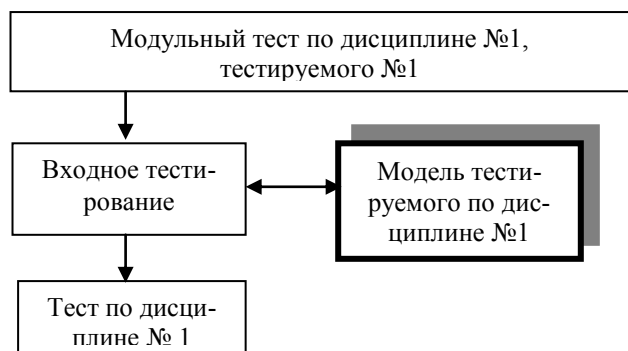 Модульный тест по дисциплине №1,
тестируемого №1
Входное тести-
рование
Модель тести-
руемого по дис-
циплине №1
Тест по дисци-
плине № 1